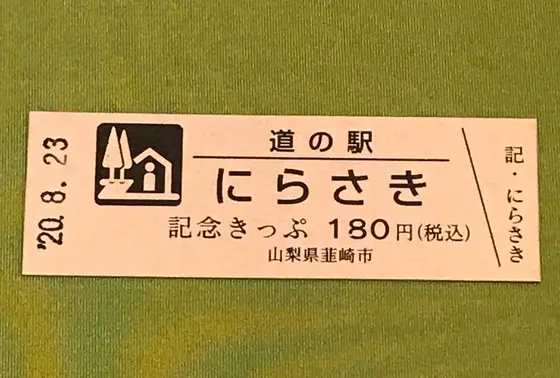 '20.8.23
道の駅
にらさき
記念きっぷ 180円(税込)
山梨県韮崎市
記・にらさき